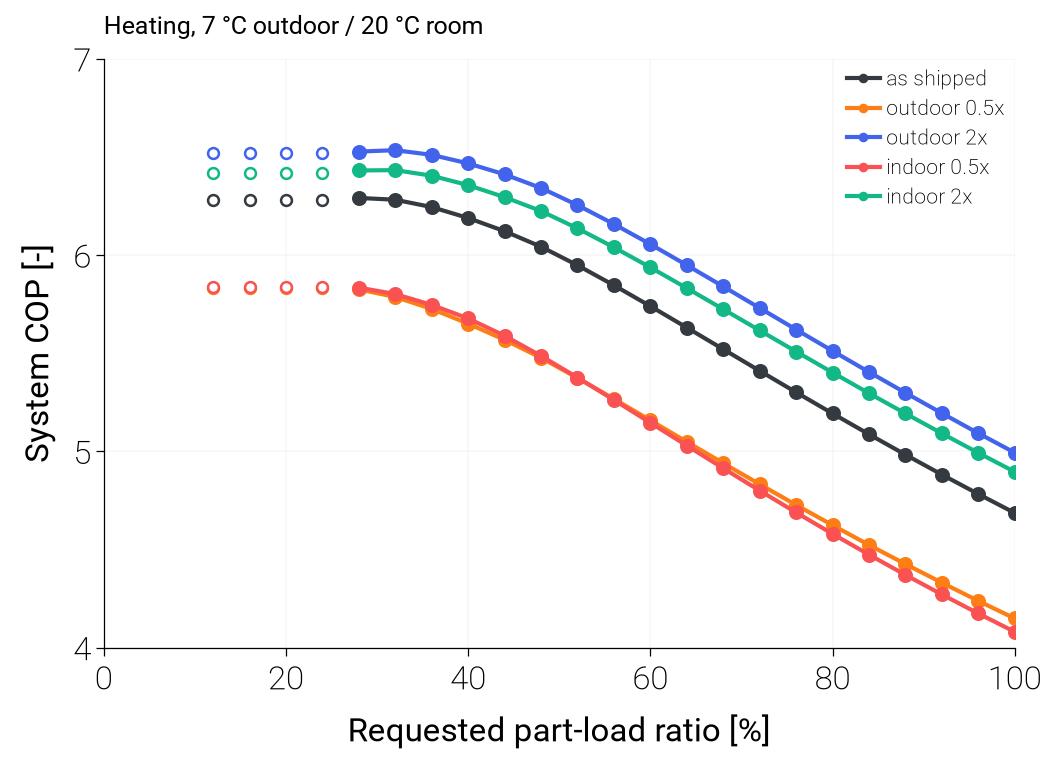 Heating, 7 °C outdoor / 20 °C room
7
6
5
4
System COP [-]
as shipped
outdoor 0.5x
outdoor 2x
indoor 0.5x
indoor 2x
0 20 40 60 80 100
Requested part-load ratio [%]